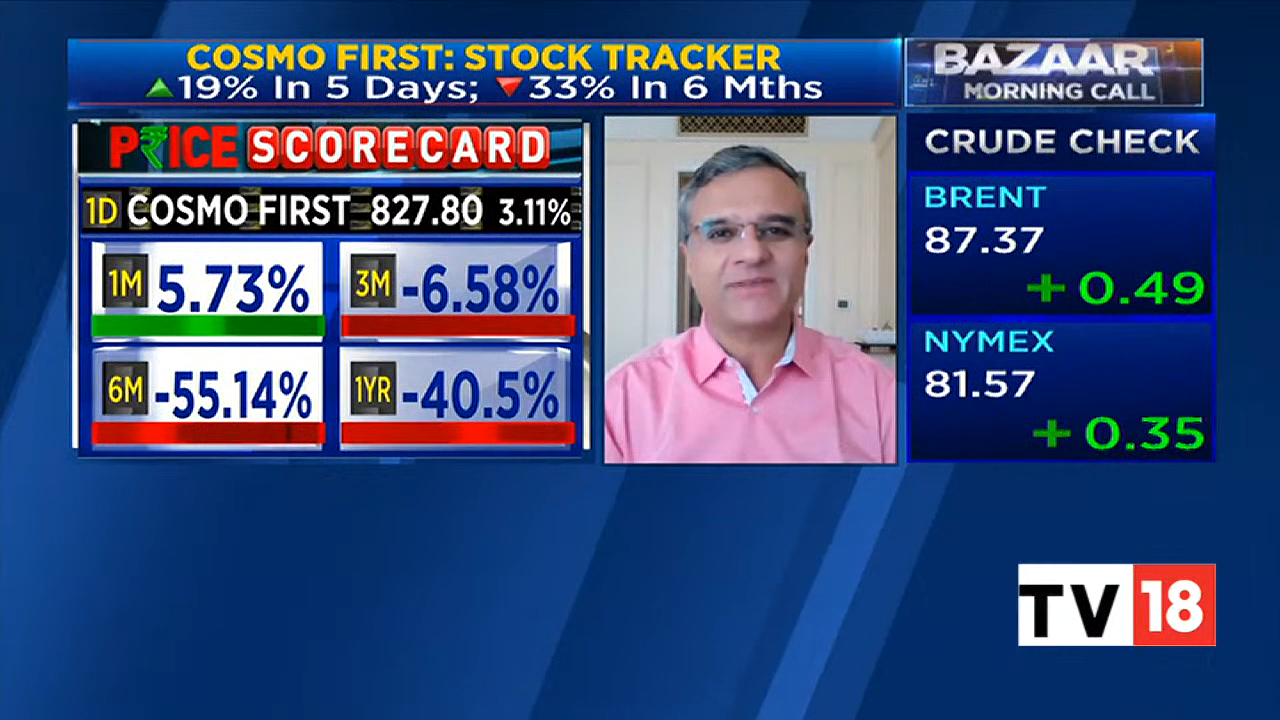 COSMO FIRST: STOCK TRACKER
▲19% In 5 Days; ▼33% In 6 Mths
BAZAAR
MORNING CALL
PRICE SCORECARD
1D COSMO FIRST 827.80 3.11%
1M 5.73%
3M -6.58%
6M -55.14%
1YR -40.5%
CRUDE CHECK
BRENT
87.37
+ 0.49
NYMEX
81.57
+ 0.35
TV 18